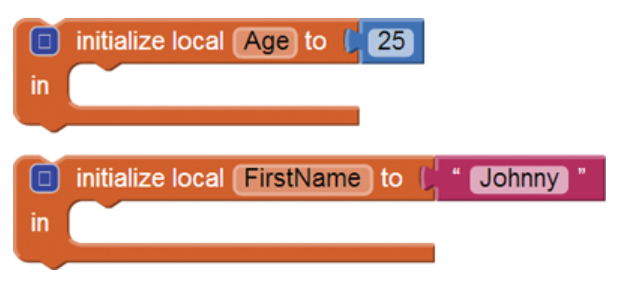 initialize local Age to 25
in
initialize local FirstName to “ Johnny ”
in